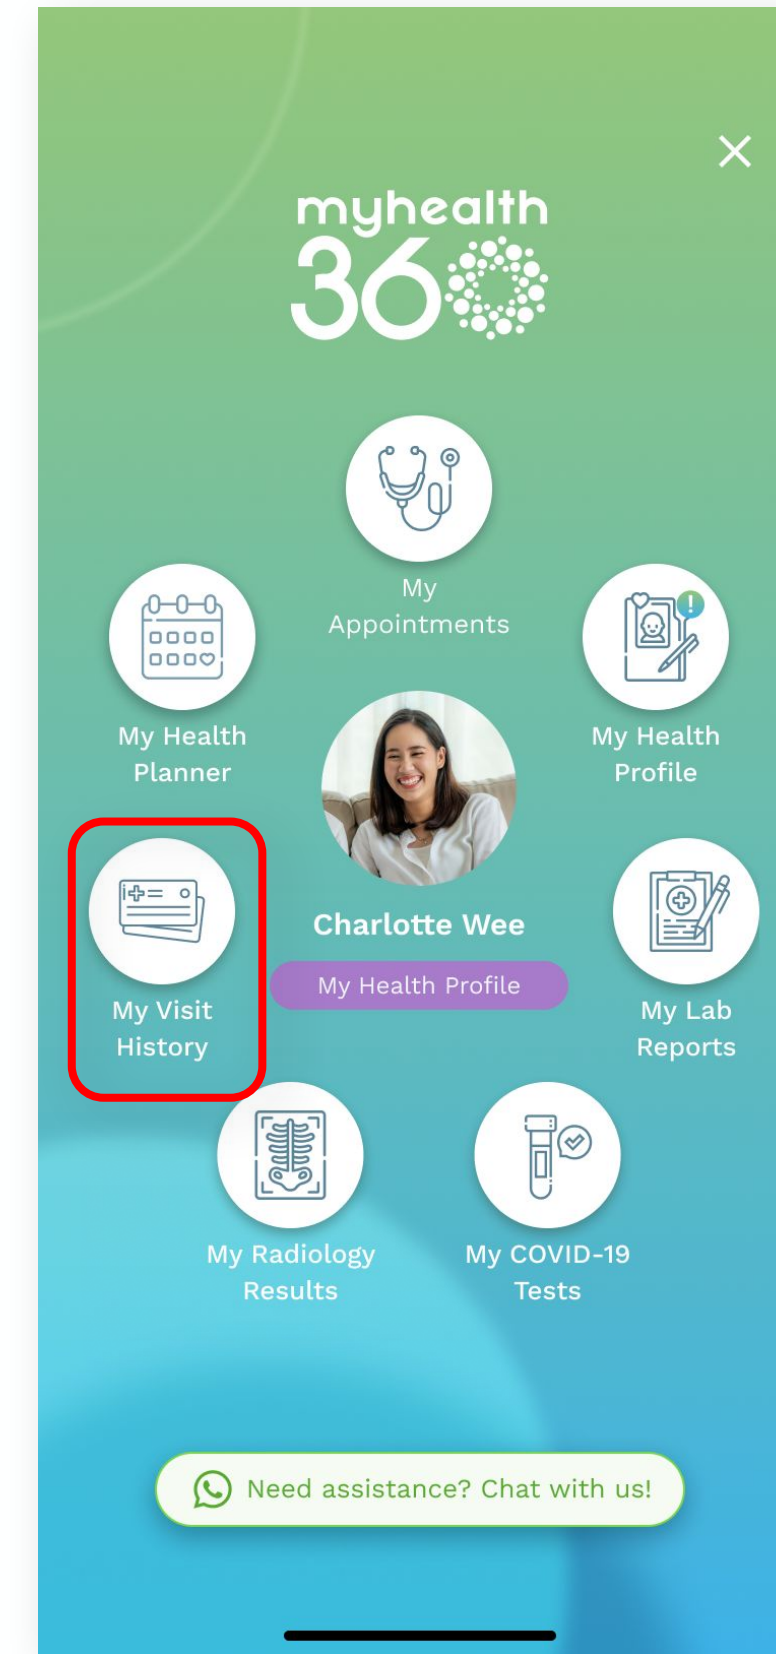 myhealth
360
My
Appointments
My Health
Planner
My Health
Profile
Charlotte Wee
My Health Profile
My Visit
History
My Lab
Reports
My Radiology
Results
My COVID-19
Tests
Need assistance? Chat with us!